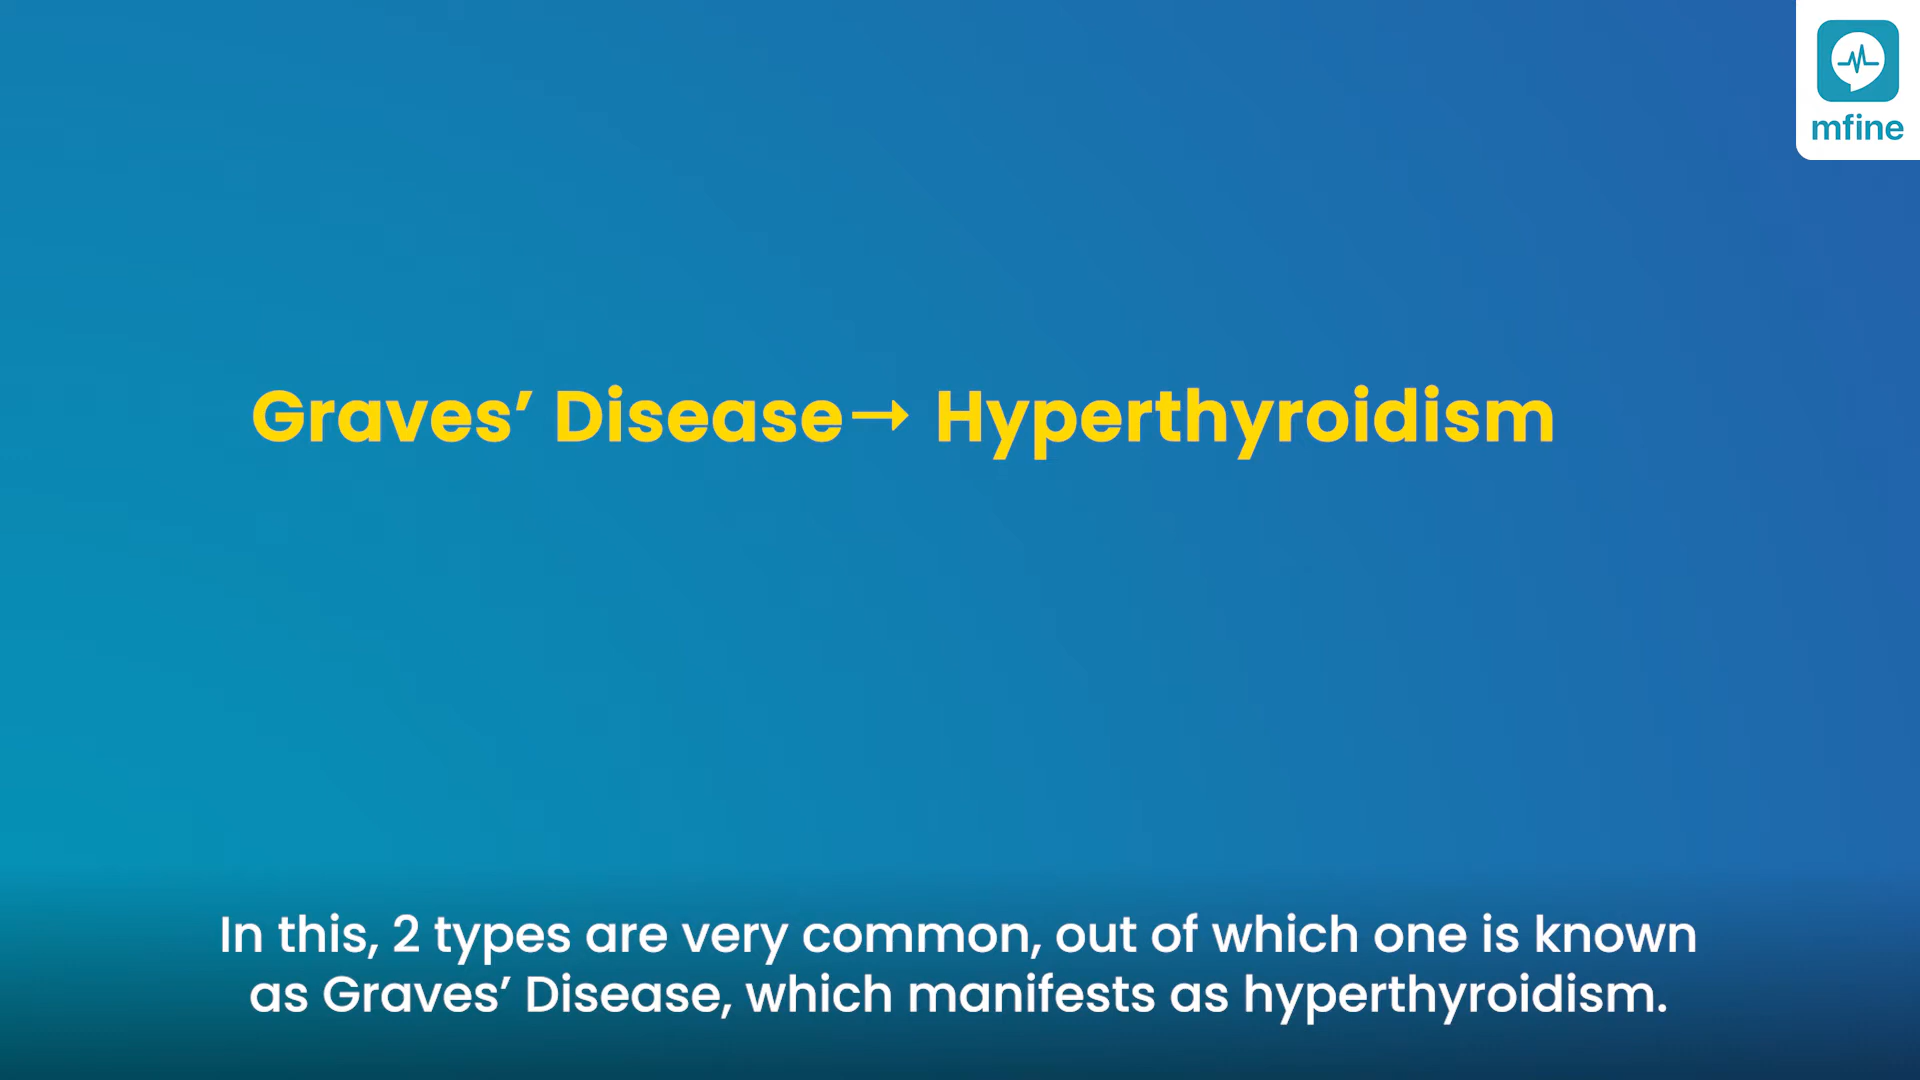 mfine
Graves’ Disease→ Hyperthyroidism
In this, 2 types are very common, out of which one is known
as Graves’ Disease, which manifests as hyperthyroidism.